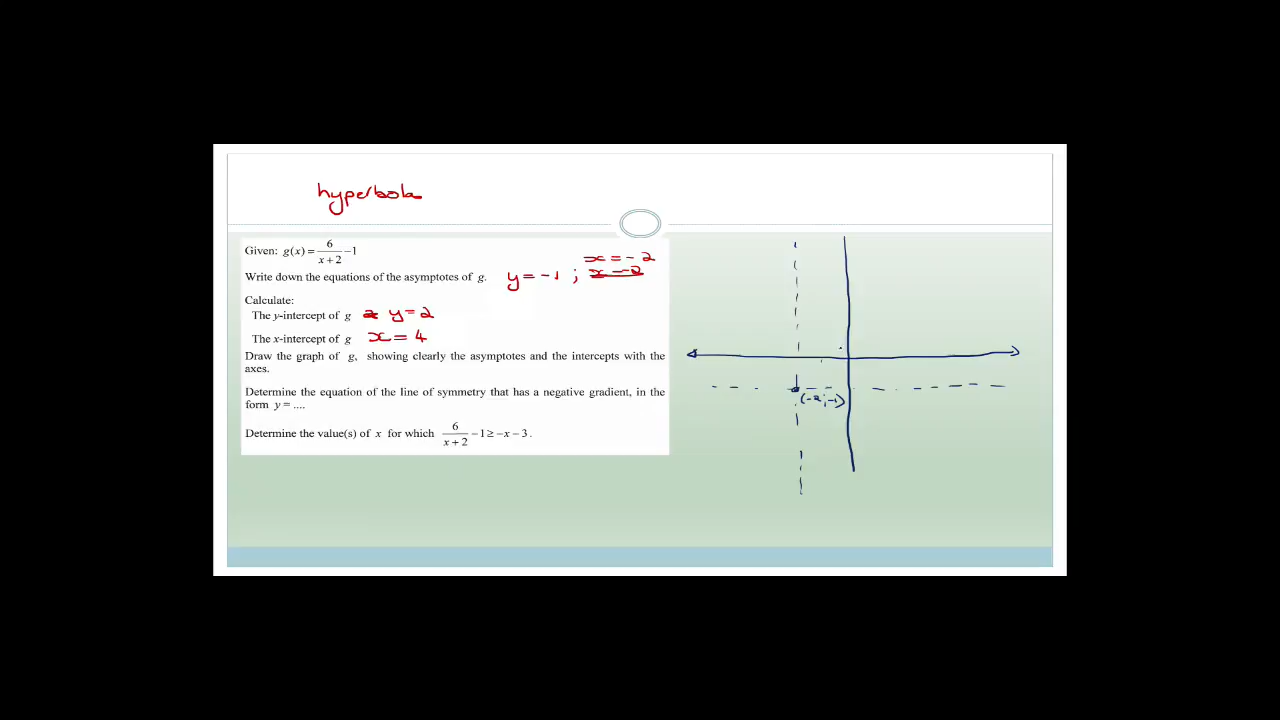 hyperbola
Given: g(x) = 6/(x+2) −1
x = −2
Write down the equations of the asymptotes of g. y = −1 ; x −2
Calculate:
The y-intercept of g y = 2
The x-intercept of g x = 4
Draw the graph of g, showing clearly the asymptotes and the intercepts with the
axes.
Determine the equation of the line of symmetry that has a negative gradient, in the
form y = ....
Determine the value(s) of x for which 6/(x+2) −1 ≥ −x − 3 .
(−2;−1)